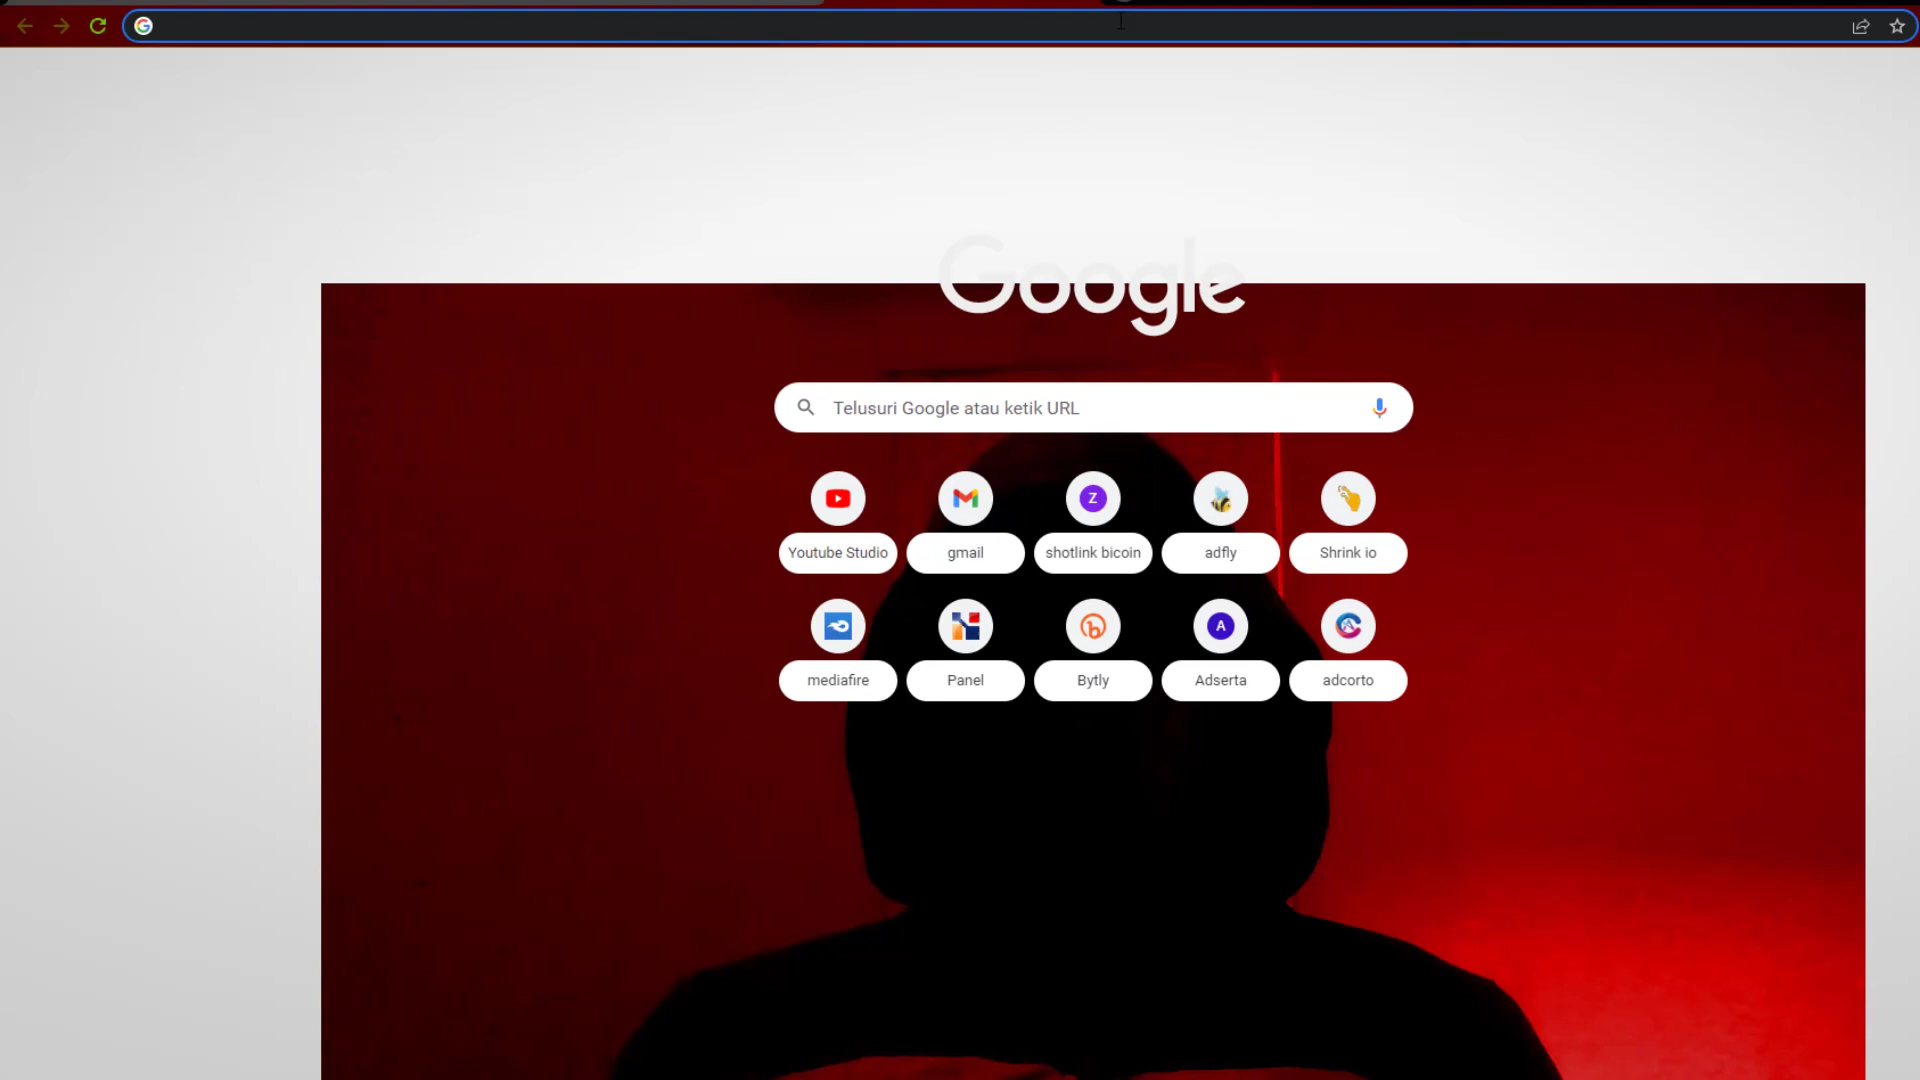 Google
Telusuri Google atau ketik URL
Z
A
Youtube Studio
gmail
shotlink bicoin
adfly
Shrink io
mediafire
Panel
Bytly
Adserta
adcorto